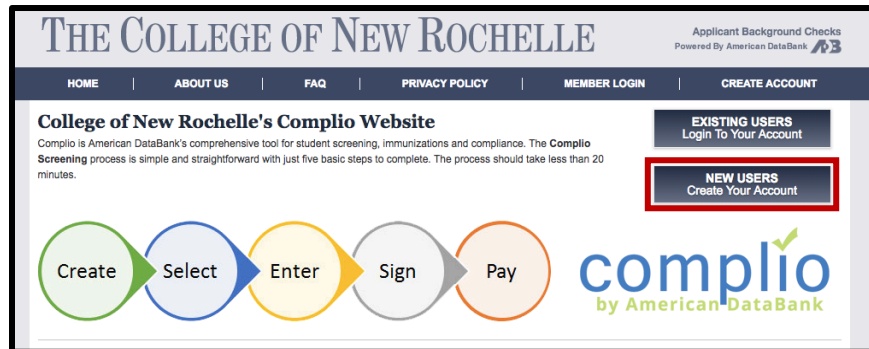 THE COLLEGE OF NEW ROCHELLE
Applicant Background Checks
Powered By American DataBank ADB
HOME | ABOUT US | FAQ | PRIVACY POLICY | MEMBER LOGIN | CREATE ACCOUNT
College of New Rochelle's Complio Website
Complio is American DataBank's comprehensive tool for student screening, immunizations and compliance. The Complio
Screening process is simple and straightforward with just five basic steps to complete. The process should take less than 20
minutes.
EXISTING USERS
Login To Your Account
NEW USERS
Create Your Account
Create Select Enter Sign Pay
complio
by American DataBank